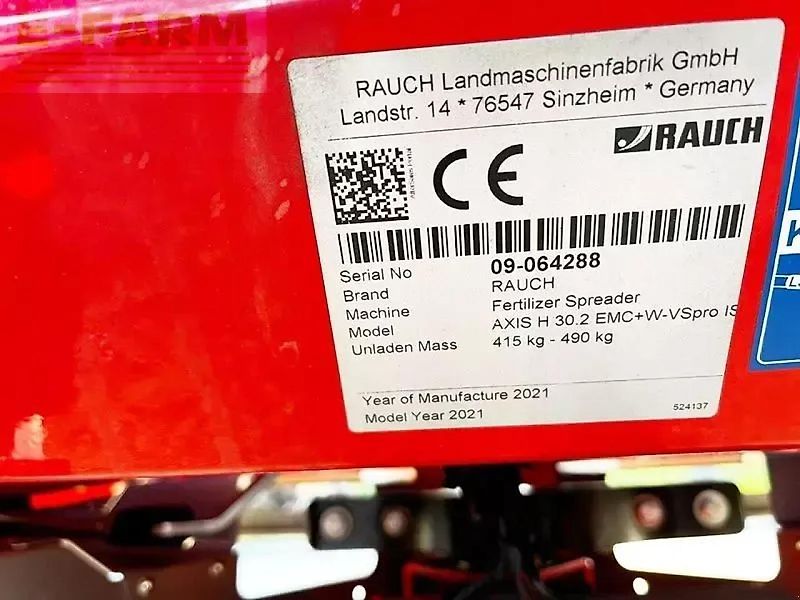 E-FARM
RAUCH Landmaschinenfabrik GmbH
Landstr. 14 * 76547 Sinzheim * Germany
RAUCH
CE
Serial No 09-064288
Brand RAUCH
Machine Fertilizer Spreader
Model AXIS H 30.2 EMC+W-VSpro IS
Unladen Mass 415 kg - 490 kg
Year of Manufacture 2021
Model Year 2021
524137